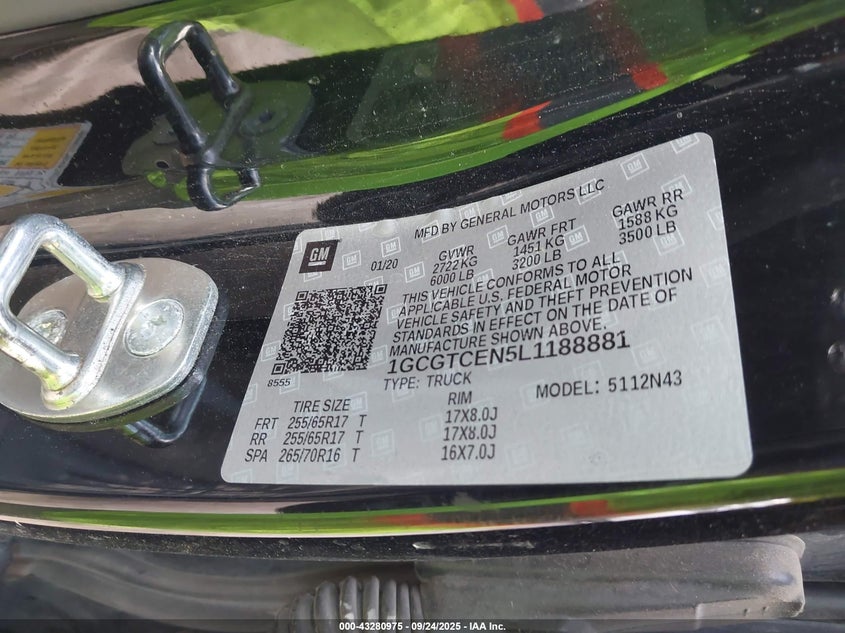 GM
MFD BY GENERAL MOTORS LLC
01/20
GVWR GAWR FRT GAWR RR
2722 KG 1451 KG 1588 KG
6000 LB 3200 LB 3500 LB
THIS VEHICLE CONFORMS TO ALL
APPLICABLE U.S. FEDERAL MOTOR
VEHICLE SAFETY AND THEFT PREVENTION
STANDARDS IN EFFECT ON THE DATE OF
MANUFACTURE SHOWN ABOVE.
1GCGTCEN5L1188881
8555
TYPE: TRUCK MODEL: 5112N43
TIRE SIZE RIM
FRT 255/65R17 T 17X8.0J
RR 255/65R17 T 17X8.0J
SPA 265/70R16 T 16X7.0J
000-43280975 — 09/24/2025 — IAA Inc.